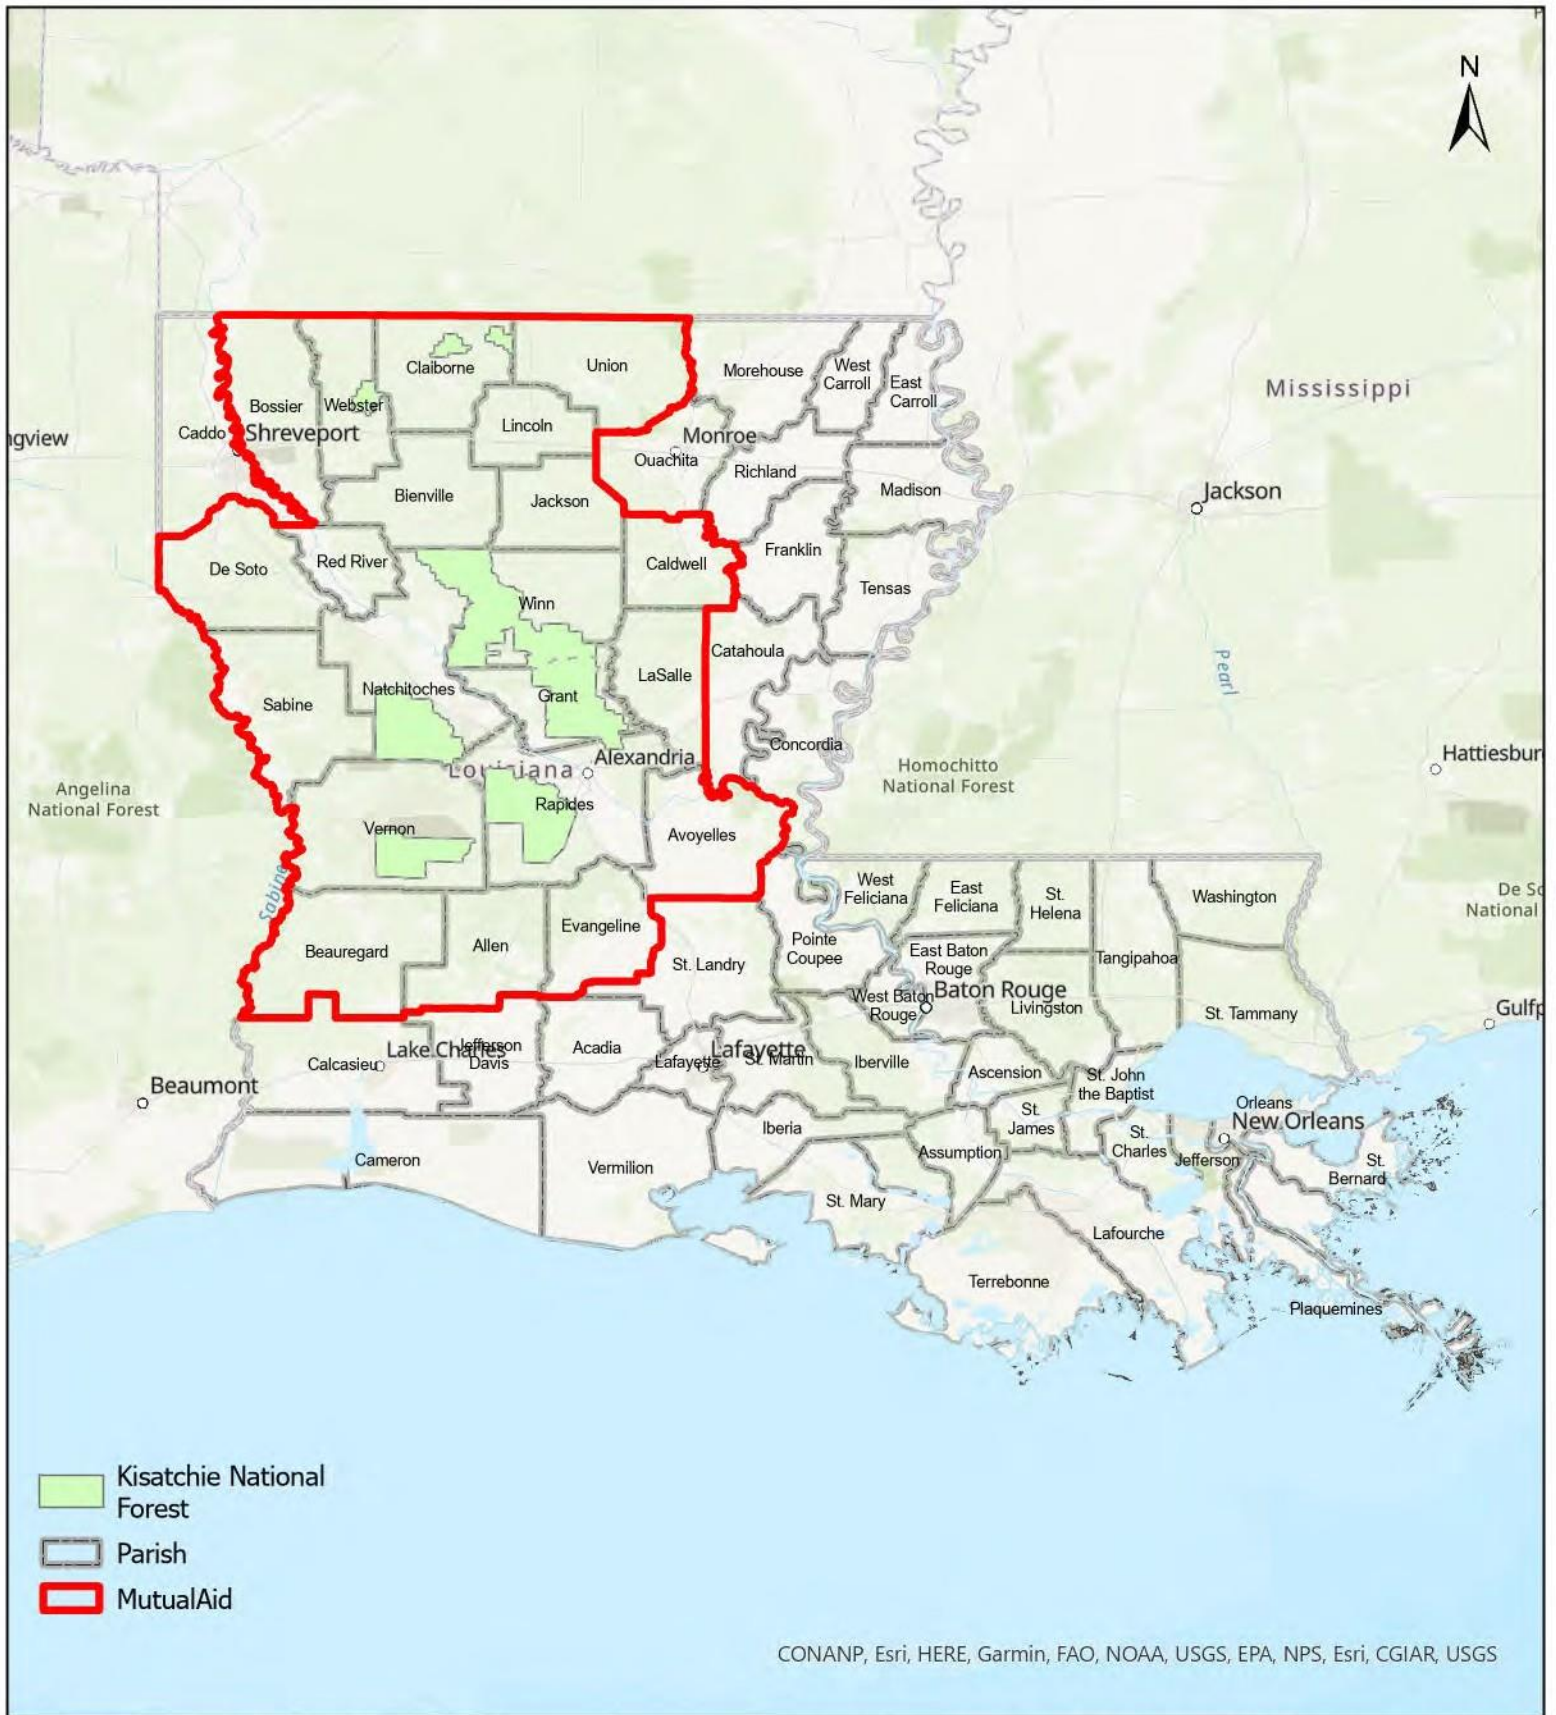 N
Mississippi
Claiborne
Union
Morehouse
West
Carroll
East
Carroll
Bossier
Webster
Lincoln
Caddo
Shreveport
Monroe
ngview
Ouachita
Richland
Madison
Jackson
Bienville
Jackson
Franklin
De Soto
Red River
Caldwell
Tensas
Winn
Catahoula
LaSalle
Pearl
Natchitoches
Grant
Sabine
Concordia
Alexandria
Louisiana
Hattiesbur
Homochitto
National Forest
Angelina
National Forest
Rapides
Vernon
Avoyelles
Sabine
West
Feliciana
East
Feliciana
St.
Helena
Washington
De So
National
Evangeline
Beauregard
Allen
St. Landry
Pointe
Coupee
East Baton
Rouge
Tangipahoa
West Baton
Rouge
Baton Rouge
Livingston
St. Tammany
Gulfp
Lake Charles
Jefferson
Davis
Calcasieu
Acadia
Lafayette
Lafayette
St. Martin
Iberville
Ascension
St. John
the Baptist
Beaumont
Orleans
New Orleans
St.
James
Iberia
St.
Charles
Jefferson
Assumption
Cameron
Vermilion
St.
Bernard
St. Mary
Lafourche
Terrebonne
Plaquemines
Kisatchie National
Forest
Parish
MutualAid
CONANP, Esri, HERE, Garmin, FAO, NOAA, USGS, EPA, NPS, Esri, CGIAR, USGS